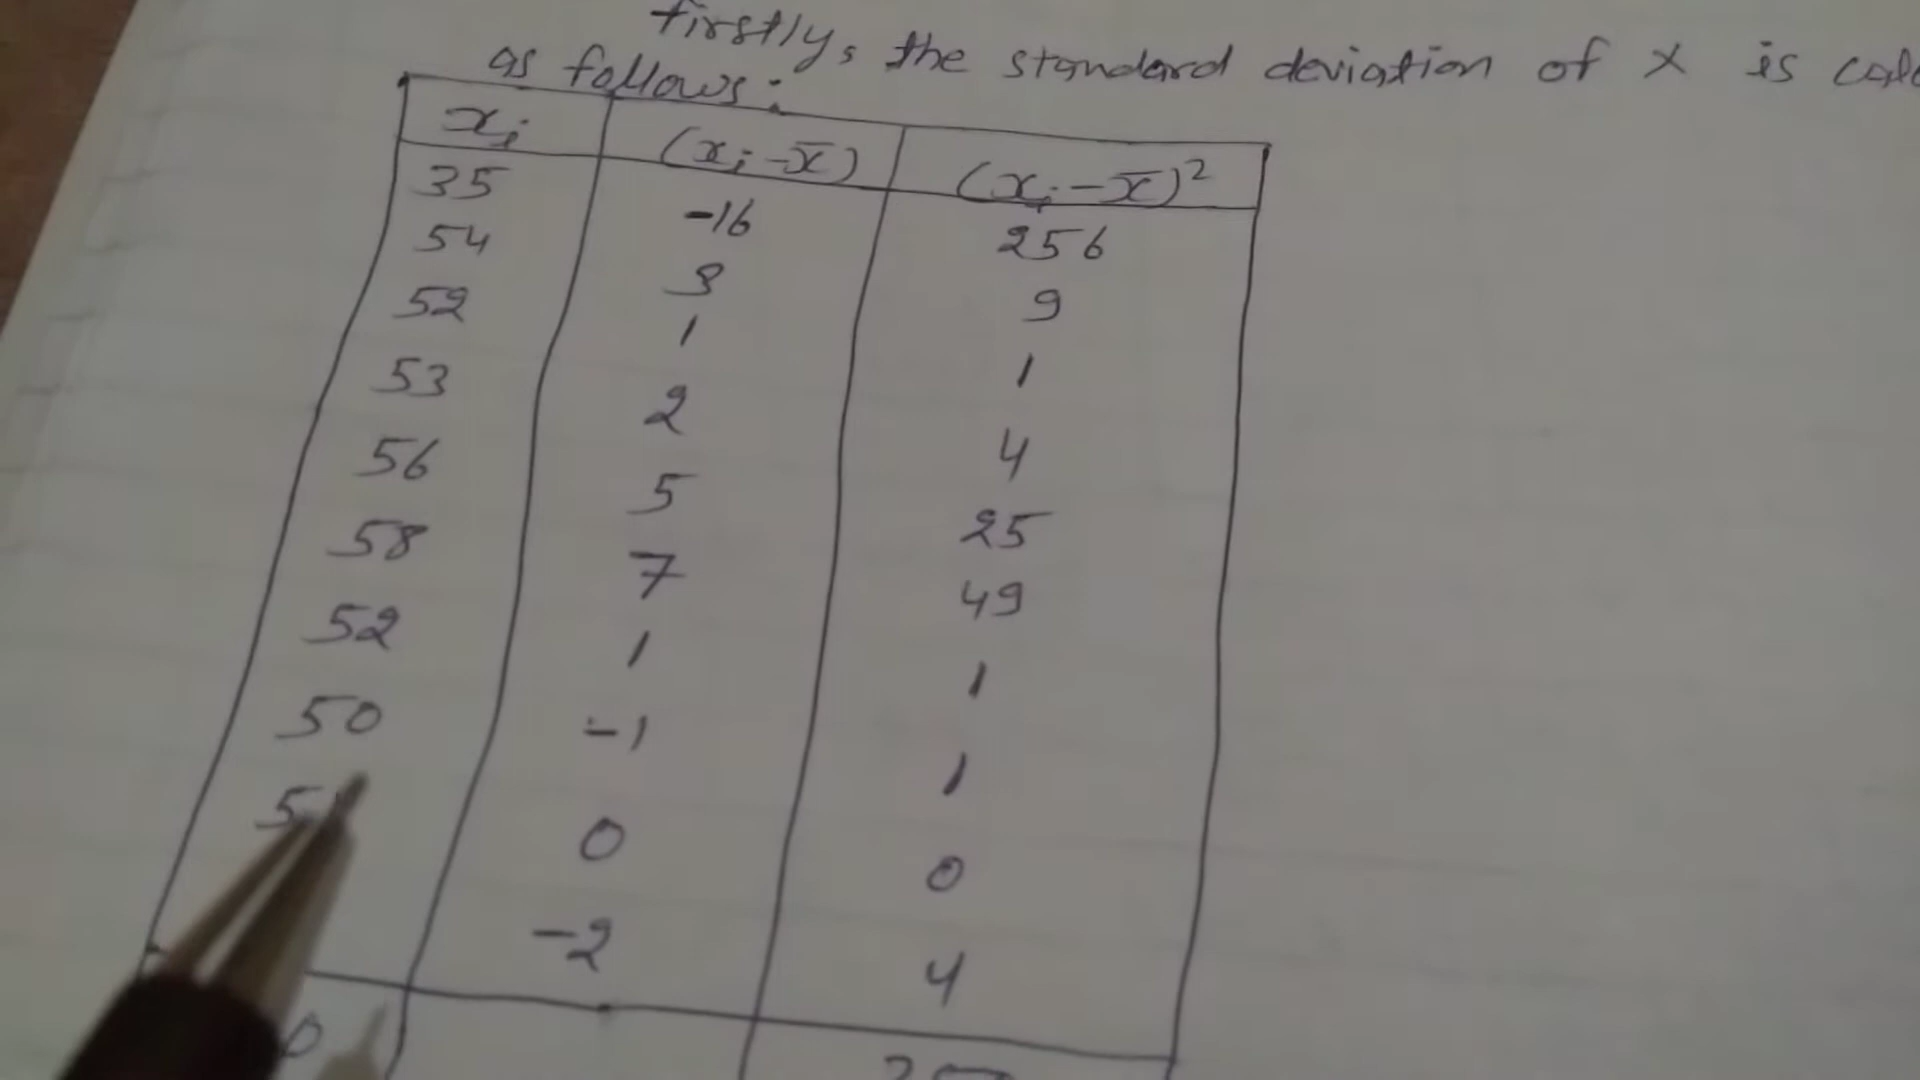 firstly, the standard deviation of X is
as follows:
xi (xi - x̄) (xi - x̄)²
35 -16 256
54 3 9
52 1 1
53 2 4
56 5 25
58 7 49
52 1 1
50 -1 1
0 0
-2 4